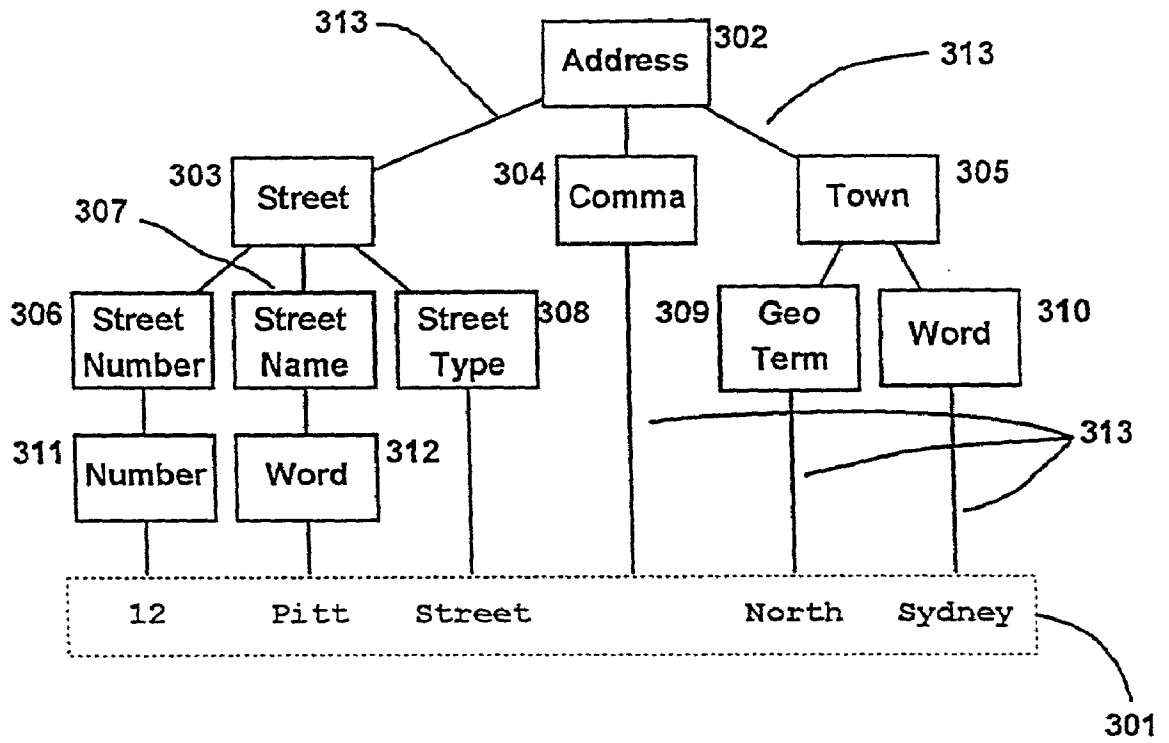 313
Address
302
313
303
Street
304
Comma
Town
305
307
306
Street
Number
Street
Name
Street
Type
308
309
Geo
Term
Word
310
311
Number
Word
312
313
12 Pitt Street North Sydney
301